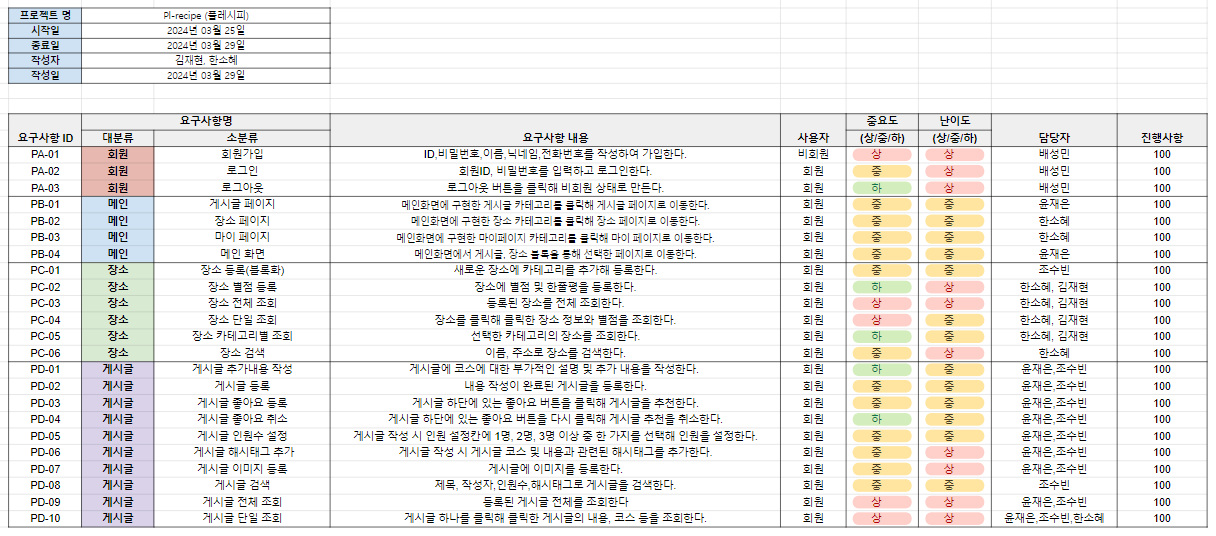 프로젝트 명 Pl-recipe (플레시피)
시작일 2024년 03월 25일
종료일 2024년 03월 29일
작성자 김재현, 한소혜
작성일 2024년 03월 29일
요구사항 ID 요구사항명 요구사항 내용 사용자 중요도 난이도 담당자 진행사항
대분류 소분류 (상/중/하) (상/중/하)
PA-01 회원 회원가입 ID,비밀번호,이름,닉네임,전화번호를 작성하여 가입한다. 비회원 상 상 배성민 100
PA-02 회원 로그인 회원ID, 비밀번호를 입력하고 로그인한다. 회원 중 상 배성민 100
PA-03 회원 로그아웃 로그아웃 버튼을 클릭해 비회원 상태로 만든다. 회원 하 상 배성민 100
PB-01 메인 게시글 페이지 메인화면에 구현한 게시글 카테고리를 클릭해 게시글 페이지로 이동한다. 회원 중 중 윤재은 100
PB-02 메인 장소 페이지 메인화면에 구현한 장소 카테고리를 클릭해 장소 페이지로 이동한다. 회원 중 중 한소혜 100
PB-03 메인 마이 페이지 메인화면에 구현한 마이페이지 카테고리를 클릭해 마이 페이지로 이동한다. 회원 중 중 한소혜 100
PB-04 메인 메인 화면 메인화면에서 게시글, 장소 블록을 통해 선택한 페이지로 이동한다. 회원 중 중 윤재은 100
PC-01 장소 장소 등록(블록화) 새로운 장소에 카테고리를 추가해 등록한다. 회원 중 중 조수빈 100
PC-02 장소 장소 별점 등록 장소에 별점 및 한줄평을 등록한다. 회원 하 상 한소혜, 김재현 100
PC-03 장소 장소 전체 조회 등록된 장소를 전체 조회한다. 회원 상 상 한소혜, 김재현 100
PC-04 장소 장소 단일 조회 장소를 클릭해 클릭한 장소 정보와 별점을 조회한다. 회원 상 중 한소혜, 김재현 100
PC-05 장소 장소 카테고리별 조회 선택한 카테고리의 장소를 조회한다. 회원 하 중 한소혜, 김재현 100
PC-06 장소 장소 검색 이름, 주소로 장소를 검색한다. 회원 중 상 한소혜 100
PD-01 게시글 게시글 추가내용 작성 게시글에 코스에 대한 부가적인 설명 및 추가 내용을 작성한다. 회원 하 중 윤재은,조수빈 100
PD-02 게시글 게시글 등록 내용 작성이 완료된 게시글을 등록한다. 회원 중 중 윤재은,조수빈 100
PD-03 게시글 게시글 좋아요 등록 게시글 하단에 있는 좋아요 버튼을 클릭해 게시글을 추천한다. 회원 중 중 윤재은,조수빈 100
PD-04 게시글 게시글 좋아요 취소 게시글 하단에 있는 좋아요 버튼을 다시 클릭해 게시글 추천을 취소한다. 회원 하 중 윤재은,조수빈 100
PD-05 게시글 게시글 인원수 설정 게시글 작성 시 인원 설정칸에 1명, 2명, 3명 이상 중 한 가지를 선택해 인원을 설정한다. 회원 중 중 윤재은,조수빈 100
PD-06 게시글 게시글 해시태그 추가 게시글 작성 시 게시글 코스 및 내용과 관련된 해시태그를 추가한다. 회원 중 상 윤재은,조수빈 100
PD-07 게시글 게시글 이미지 등록 게시글에 이미지를 등록한다. 회원 중 상 윤재은,조수빈 100
PD-08 게시글 게시글 검색 제목, 작성자,인원수,해시태그로 게시글을 검색한다. 회원 중 중 조수빈 100
PD-09 게시글 게시글 전체 조회 등록된 게시글 전체를 조회한다 회원 상 상 윤재은,조수빈 100
PD-10 게시글 게시글 단일 조회 게시글 하나를 클릭해 클릭한 게시글의 내용, 코스 등을 조회한다. 회원 상 상 윤재은,조수빈,한소혜 100